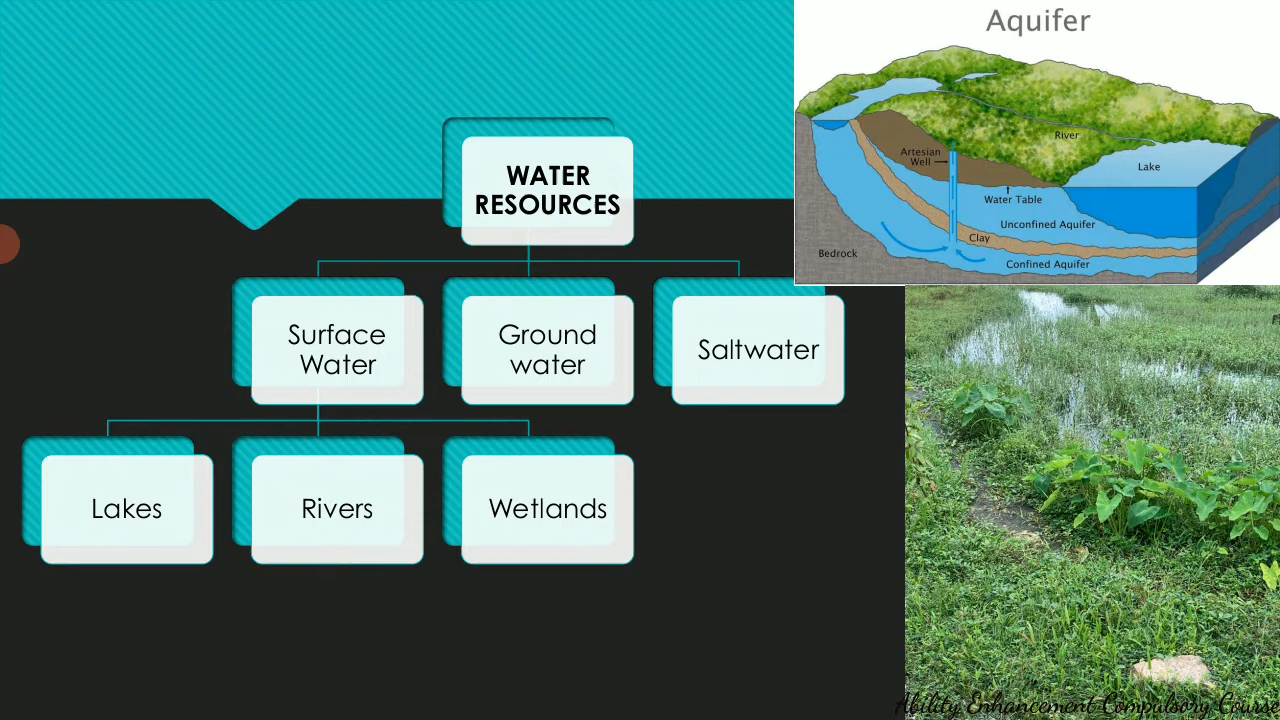 WATER
RESOURCES
Surface
Water
Ground
water
Saltwater
Lakes
Rivers
Wetlands
Aquifer
River
Artesian
Well
Lake
Water Table
Unconfined Aquifer
Clay
Bedrock
Confined Aquifer
Ability Enhancement Compulsory Course